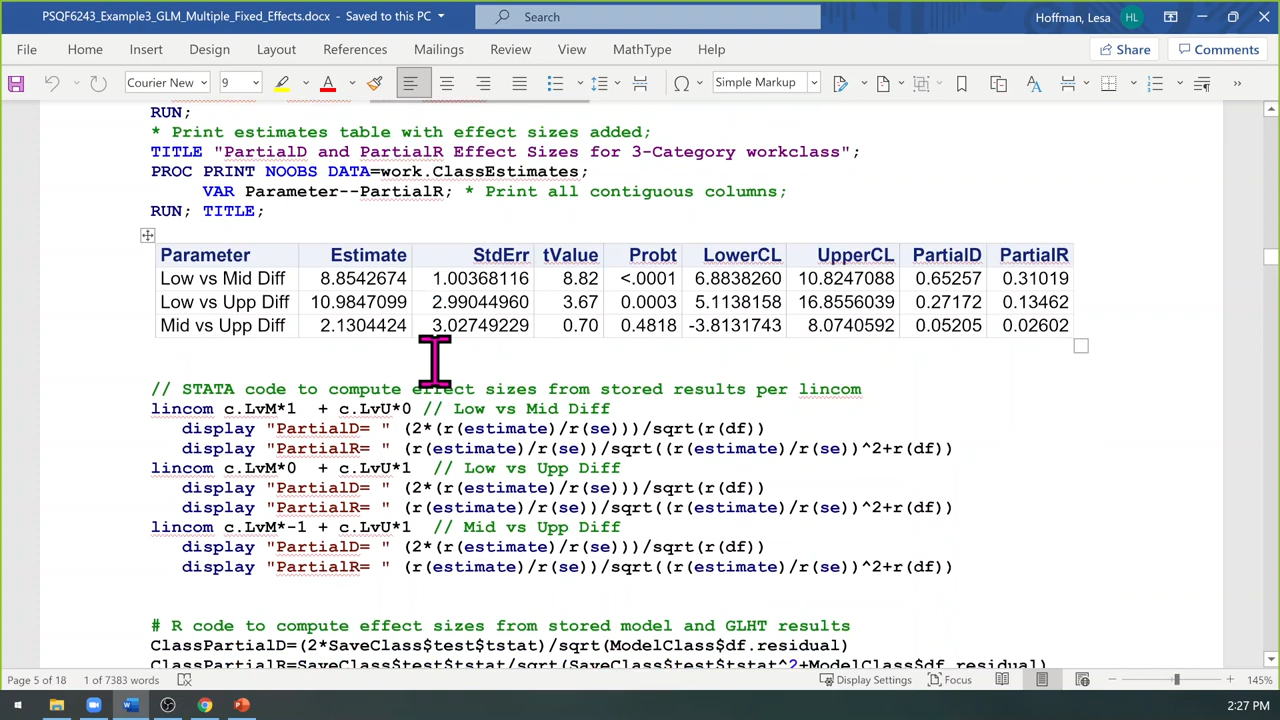 PSQF6243_Example3_GLM_Multiple_Fixed_Effects.docx - Saved to this PC
Search
Hoffman, Lesa HL
File Home Insert Design Layout References Mailings Review View MathType Help Share Comments
Courier New 9 Simple Markup
RUN;
* Print estimates table with effect sizes added;
TITLE "PartialD and PartialR Effect Sizes for 3-Category workclass";
PROC PRINT NOOBS DATA=work.ClassEstimates;
VAR Parameter--PartialR; * Print all contiguous columns;
RUN; TITLE;
Parameter Estimate StdErr tValue Probt LowerCL UpperCL PartialD PartialR
Low vs Mid Diff 8.8542674 1.00368116 8.82 <.0001 6.8838260 10.8247088 0.65257 0.31019
Low vs Upp Diff 10.9847099 2.99044960 3.67 0.0003 5.1138158 16.8556039 0.27172 0.13462
Mid vs Upp Diff 2.1304424 3.02749229 0.70 0.4818 -3.8131743 8.0740592 0.05205 0.02602
// STATA code to compute effect sizes from stored results per lincom
lincom c.LvM*1 + c.LvU*0 // Low vs Mid Diff
display "PartialD= " (2*(r(estimate)/r(se)))/sqrt(r(df))
display "PartialR= " (r(estimate)/r(se))/sqrt((r(estimate)/r(se))^2+r(df))
lincom c.LvM*0 + c.LvU*1 // Low vs Upp Diff
display "PartialD= " (2*(r(estimate)/r(se)))/sqrt(r(df))
display "PartialR= " (r(estimate)/r(se))/sqrt((r(estimate)/r(se))^2+r(df))
lincom c.LvM*-1 + c.LvU*1 // Mid vs Upp Diff
display "PartialD= " (2*(r(estimate)/r(se)))/sqrt(r(df))
display "PartialR= " (r(estimate)/r(se))/sqrt((r(estimate)/r(se))^2+r(df))
# R code to compute effect sizes from stored model and GLHT results
ClassPartialD=(2*SaveClass$test$tstat)/sqrt(ModelClass$df.residual)
ClassPartialR=SaveClass$test$tstat/sqrt(SaveClass$test$tstat^2+ModelClass$df.residual)
Page 5 of 18 1 of 7383 words Display Settings Focus 145%
2:27 PM